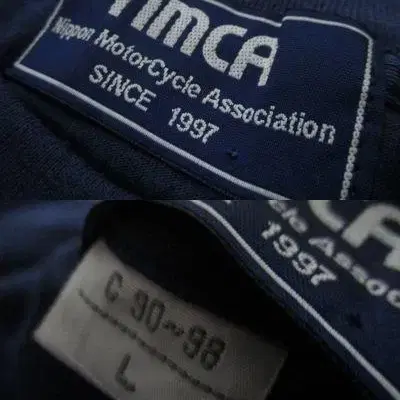 Nippon MotorCycle Association
SINCE 1997
1997
C 90~98
L